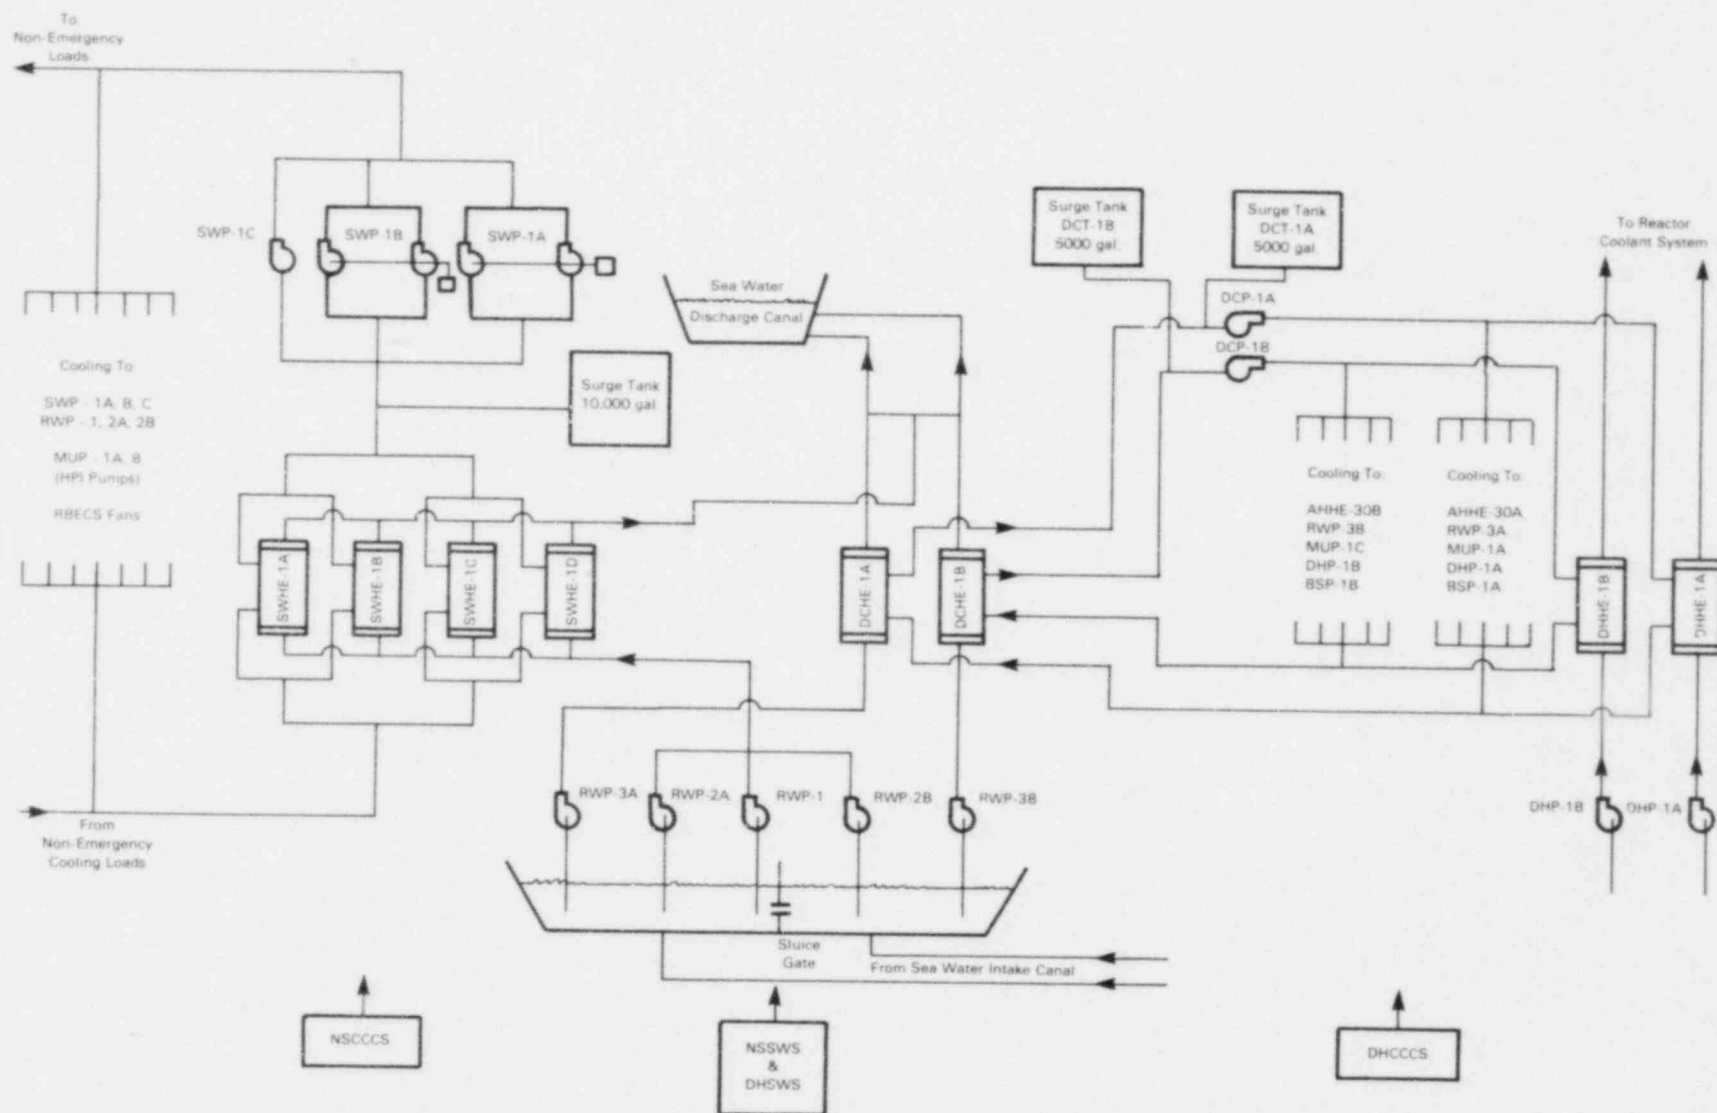 To
Non-Emergency
Loads
SWP-1C
SWP-1B
SWP-1A
Cooling To:
SWP - 1A, B, C
RWP - 1, 2A, 2B
MUP - 1A, B
(HPI Pumps)
RBECS Fans
Surge Tank
10,000 gal.
Sea Water
Discharge Canal
Surge Tank
DCT-1B
5000 gal.
Surge Tank
DCT-1A
5000 gal.
To Reactor
Coolant System
DCP-1A
DCP-1B
SWHE-1A
SWHE-1B
SWHE-1C
SWHE-1D
DCHE-1A
DCHE-1B
Cooling To:
AHHE-30B
RWP-3B
MUP-1C
DHP-1B
BSP-1B
Cooling To:
AHHE-30A
RWP-3A
MUP-1A
DHP-1A
BSP-1A
DHHE-1B
DHHE-1A
From
Non-Emergency
Cooling Loads
RWP-3A
RWP-2A
RWP-1
RWP-2B
RWP-3B
DHP-1B
DHP-1A
Sluice
Gate
From Sea Water Intake Canal
NSCCCS
NSSWS
&
DHSWS
DHCCCS